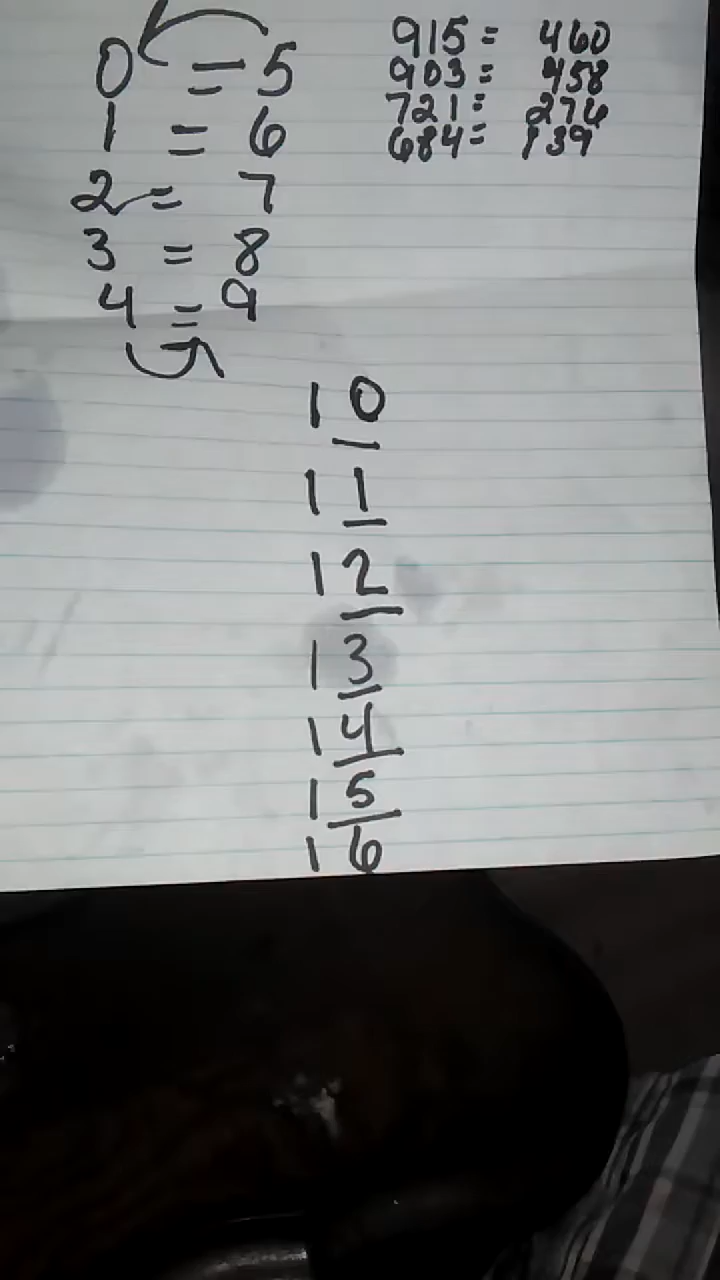 0 = 5
1 = 6
2 = 7
3 = 8
4 = 9
915 = 460
903 = 458
721 = 276
684 = 139
10
11
12
13
14
15
16